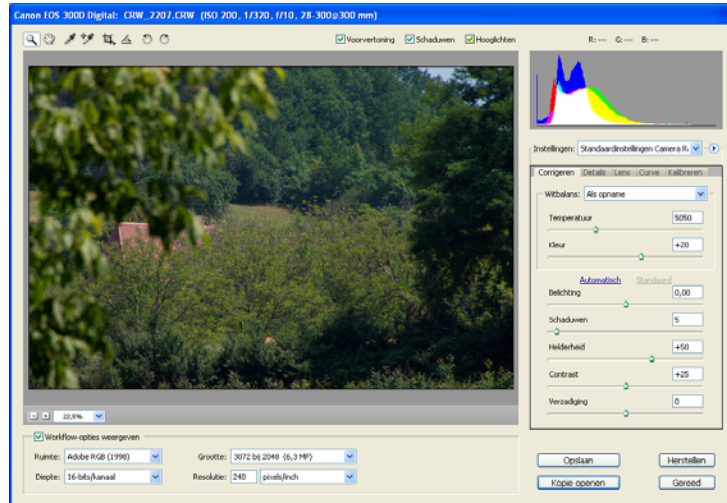 Canon EOS 300D Digital: CRW_2207.CRW (ISO 200, 1/320, f/10, 28-300@300 mm)
Voorvertoning Schaduwen Hooglichten
R: --- G: --- B: ---
Instellingen: Standaardinstellingen Camera R
Corrigeren Details Lens Curve Kalibreren
Witbalans: Als opname
Temperatuur 5050
Kleur +20
Automatisch Standaard
Belichting 0,00
Schaduwen 5
Helderheid +50
Contrast +25
Verzadiging 0
22,5%
Workflow-opties weergeven
Ruimte: Adobe RGB (1998) Grootte: 3072 bij 2048 (6,3 MP)
Diepte: 16-bits/kanaal Resolutie: 240 pixels/inch
Opslaan Herstellen
Kopie openen Gereed